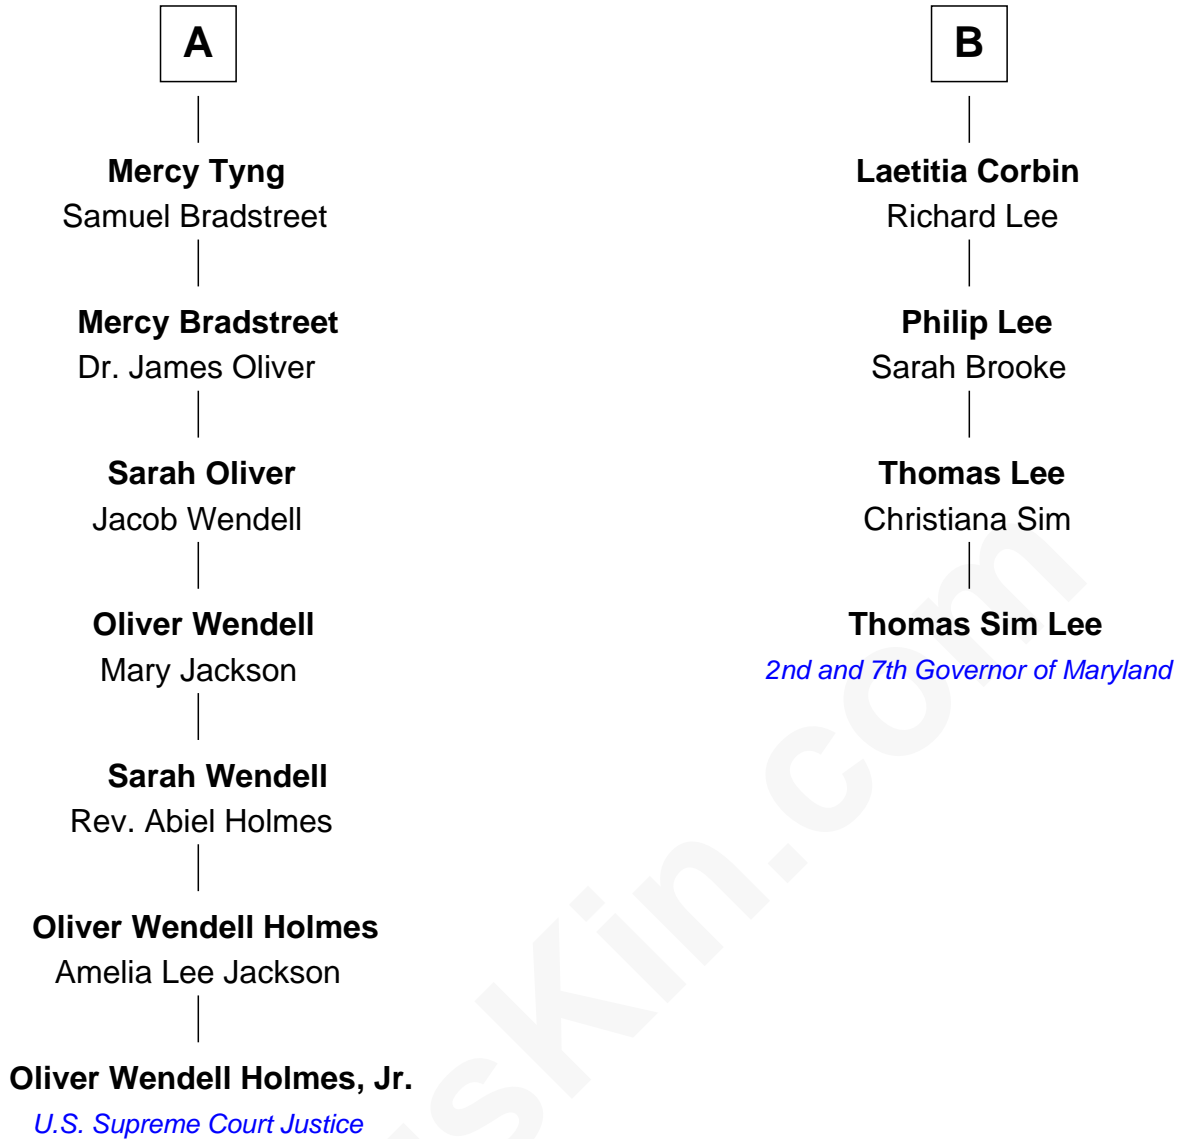 A
Mercy Tyng
Samuel Bradstreet
Mercy Bradstreet
Dr. James Oliver
Sarah Oliver
Jacob Wendell
Oliver Wendell
Mary Jackson
Sarah Wendell
Rev. Abiel Holmes
Oliver Wendell Holmes
Amelia Lee Jackson
Oliver Wendell Holmes, Jr.
U.S. Supreme Court Justice
B
Laetitia Corbin
Richard Lee
Philip Lee
Sarah Brooke
Thomas Lee
Christiana Sim
Thomas Sim Lee
2nd and 7th Governor of Maryland
sKin.com